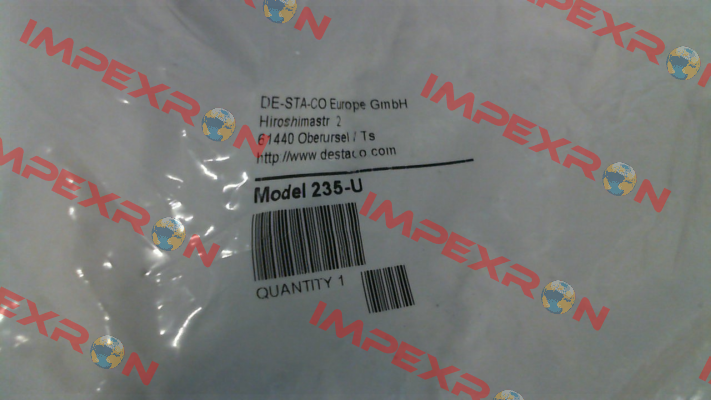 DE-STA-CO Europe GmbH
Hiroshimastr 2
61440 Oberursel / Ts
http://www destaco com
Model 235-U
QUANTITY 1
IMPEXRON
IMPEXRON
IMPEXRON
IMPEXRON
IMPEXRON
IMPEXRON